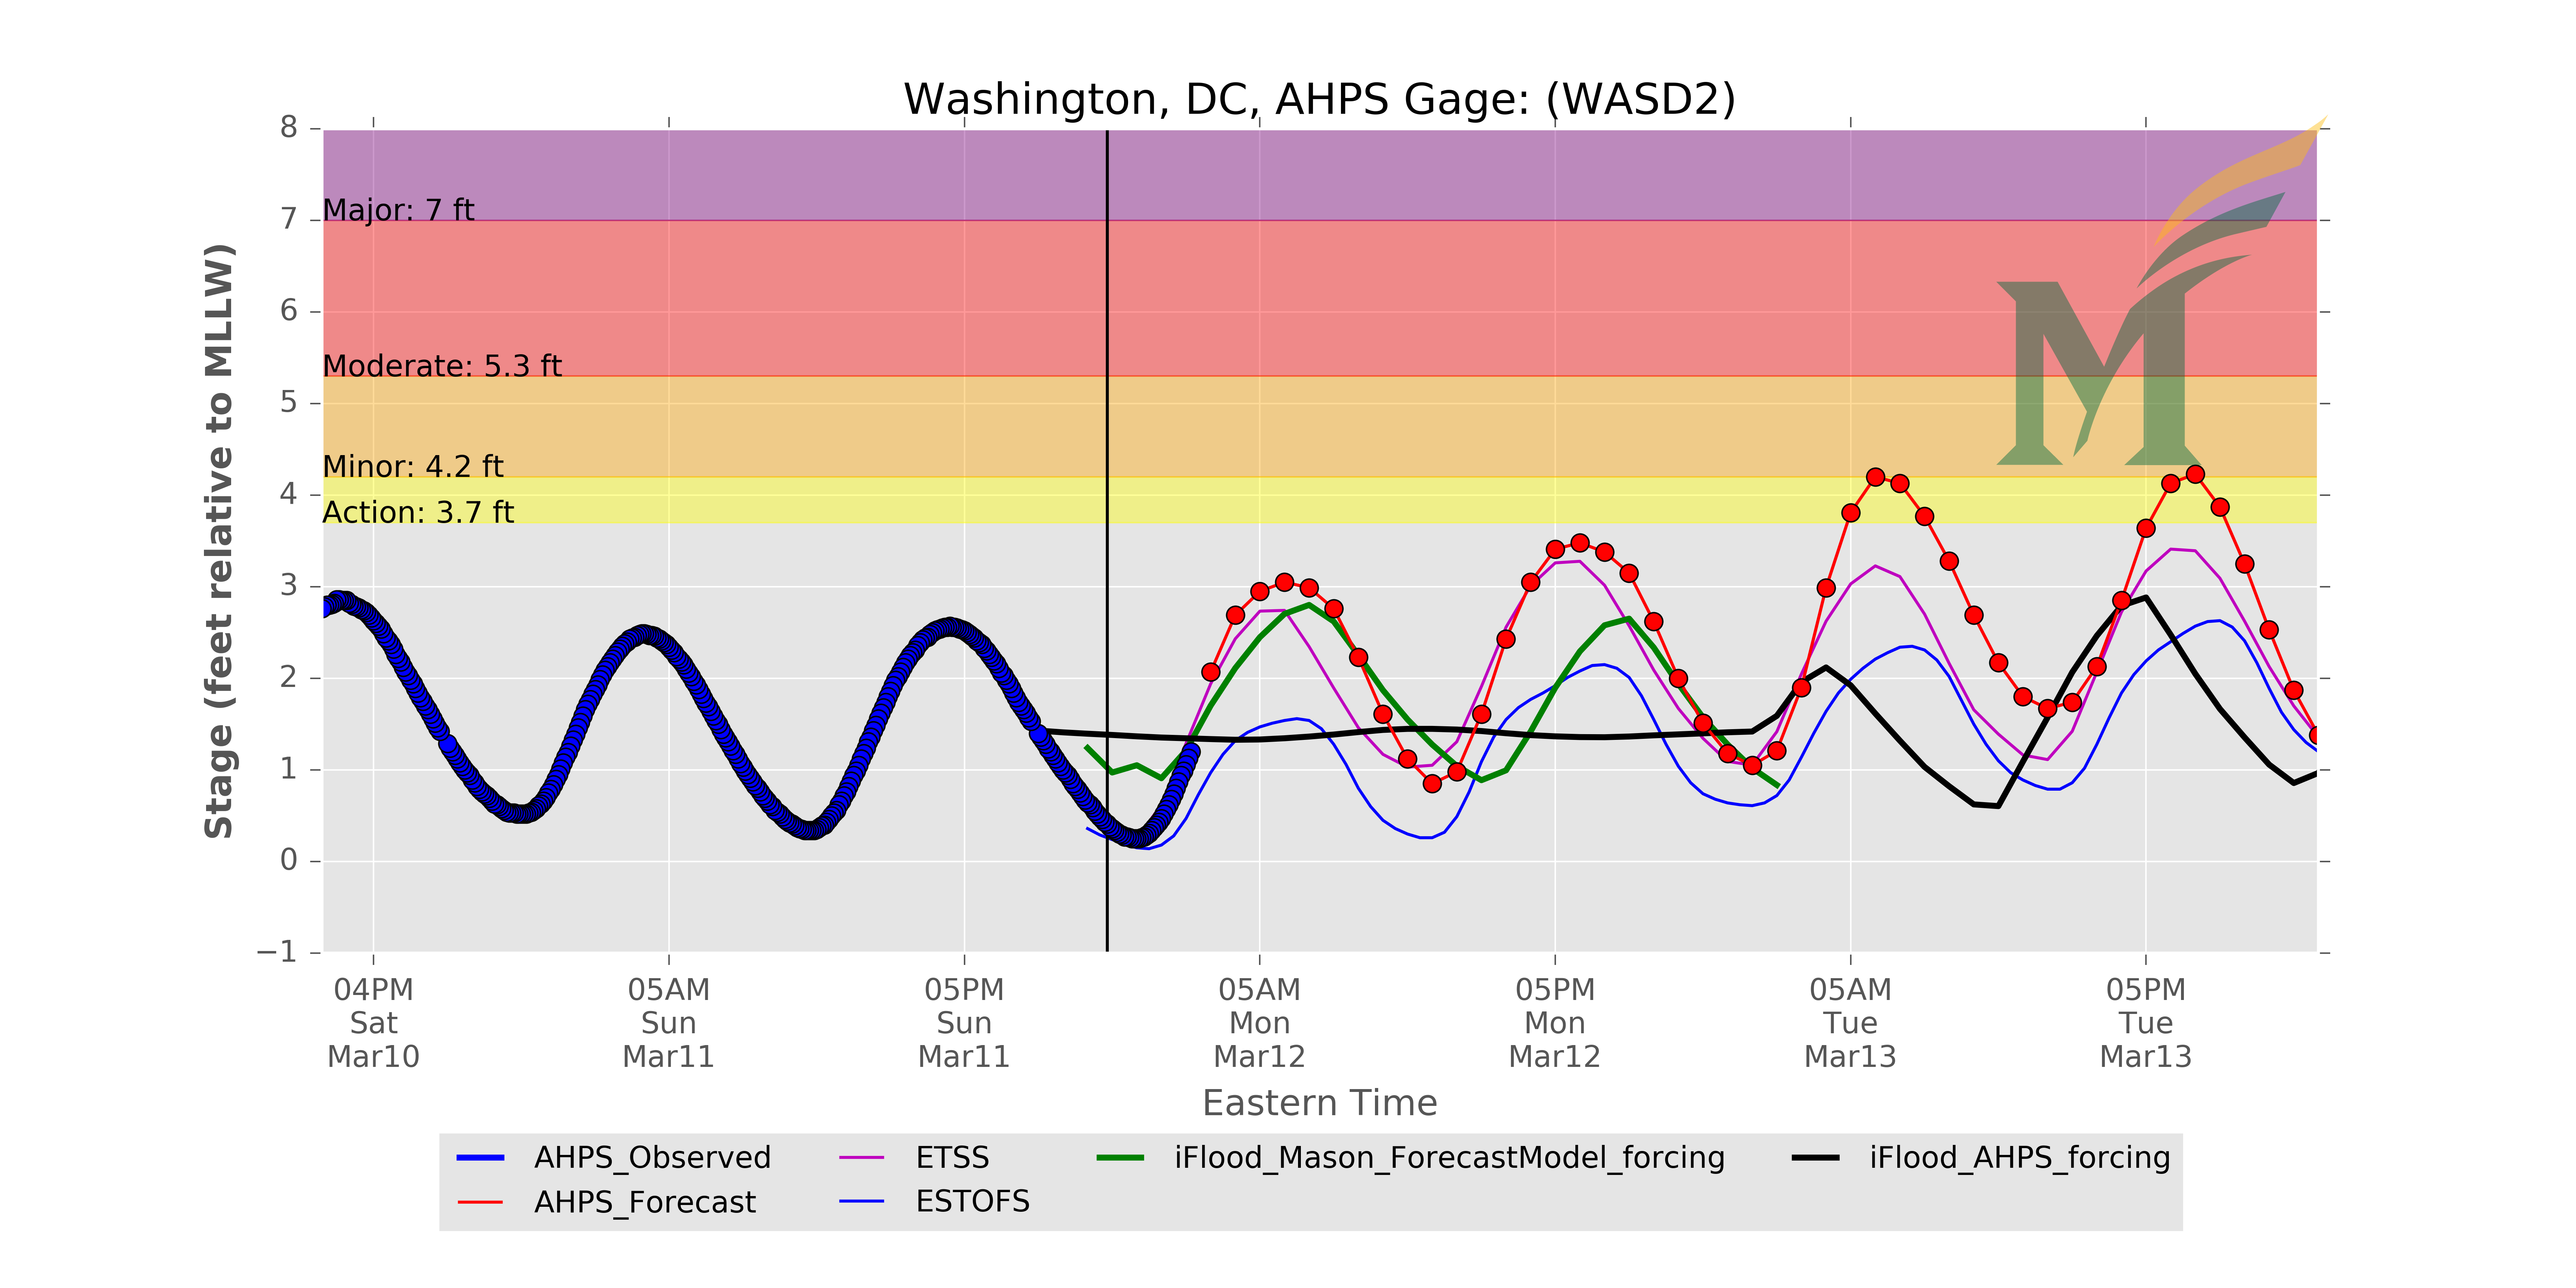 Washington, DC, AHPS Gage: (WASD2)
Stage (feet relative to MLLW)
8
7
6
5
4
3
2
1
0
−1
Major: 7 ft
Moderate: 5.3 ft
Minor: 4.2 ft
Action: 3.7 ft
M
04PM 05AM 05PM 05AM 05PM 05AM 05PM
Sat Sun Sun Mon Mon Tue Tue
Mar10 Mar11 Mar11 Mar12 Mar12 Mar13 Mar13
Eastern Time
AHPS_Observed ETSS iFlood_Mason_ForecastModel_forcing iFlood_AHPS_forcing
AHPS_Forecast ESTOFS